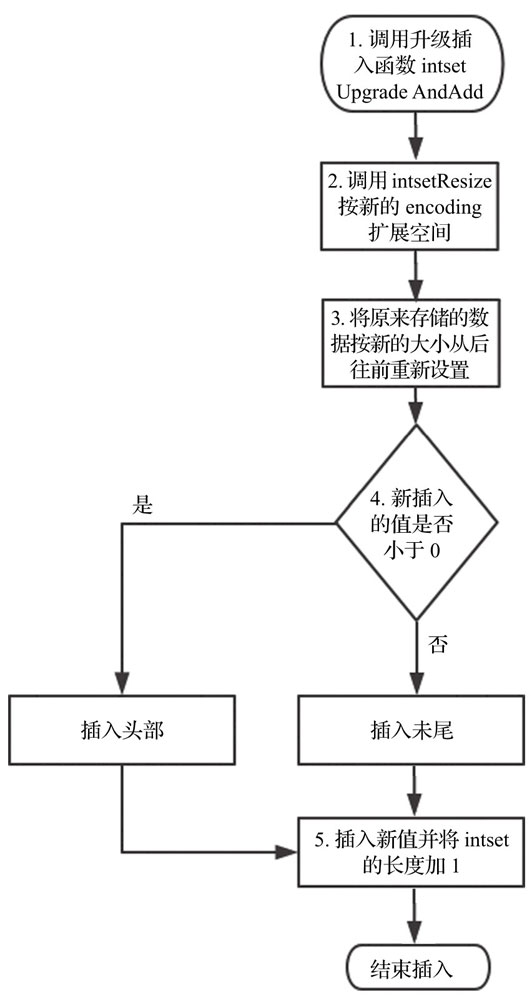 1. 调用升级插
入函数 intset
Upgrade AndAdd
2. 调用 intsetResize
按新的 encoding
扩展空间
3. 将原来存储的数
据按新的大小从后
往前重新设置
4. 新插入
的值是否
小于 0
是
否
插入头部
插入未尾
5. 插入新值并将 intset
的长度加 1
结束插入